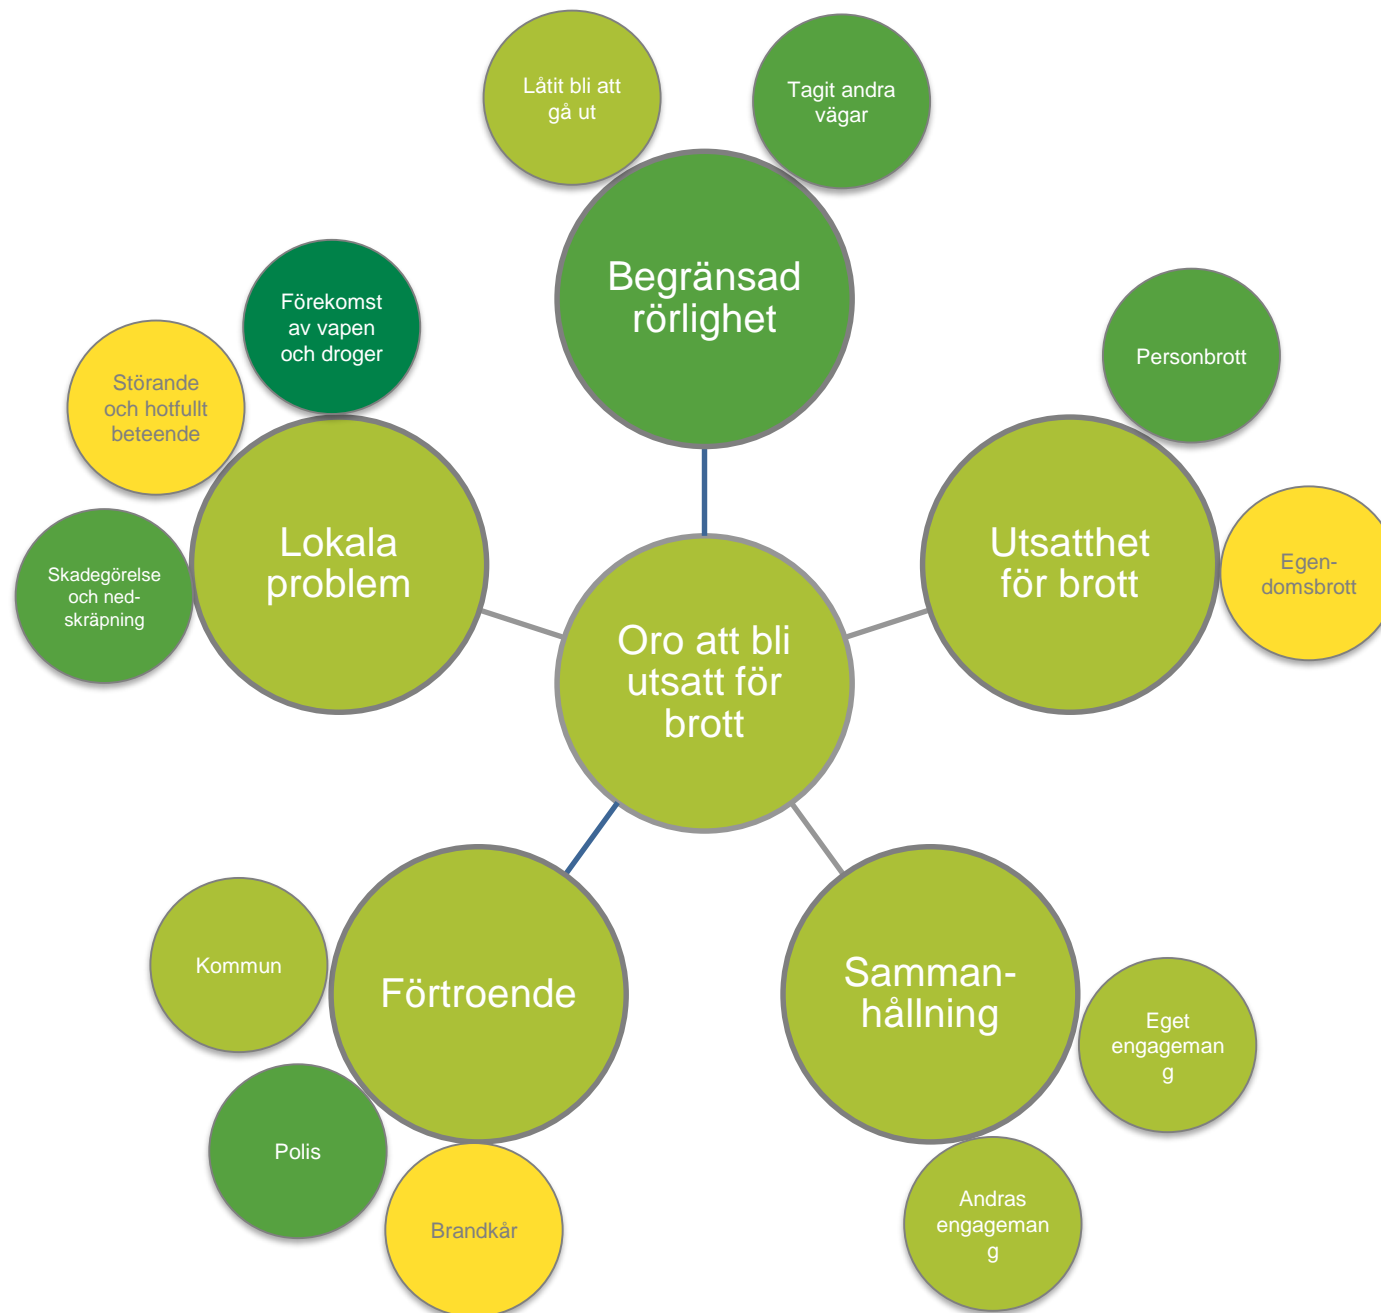 Låtit bli att
gå ut
Tagit andra
vägar
Begränsad
rörlighet
Förekomst
av vapen
och droger
Störande
och hotfullt
beteende
Skadegörelse
och ned-
skräpning
Lokala
problem
Personbrott
Utsatthet
för brott
Egen-
domsbrott
Oro att bli
utsatt för
brott
Kommun
Förtroende
Polis
Brandkår
Samman-
hållning
Eget
engageman
g
Andras
engageman
g